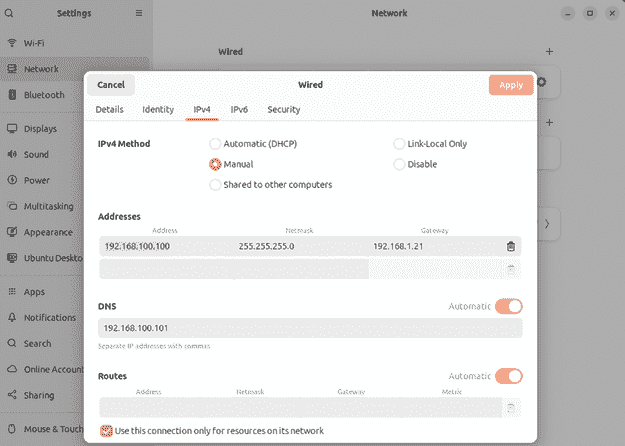 Settings
Network
Wi-Fi
Network
Bluetooth
Displays
Sound
Power
Multitasking
Appearance
Ubuntu Deskto
Apps
Notifications
Search
Online Account
Sharing
Mouse & Touch
Wired
Cancel
Wired
Apply
Details Identity IPv4 IPv6 Security
IPv4 Method
Automatic (DHCP) Link-Local Only
Manual Disable
Shared to other computers
Addresses
Address Netmask Gateway
192.168.100.100 255.255.255.0 192.168.1.21
DNS Automatic
192.168.100.101
Separate IP addresses with commas
Routes Automatic
Address Netmask Gateway Metric
Use this connection only for resources on its network